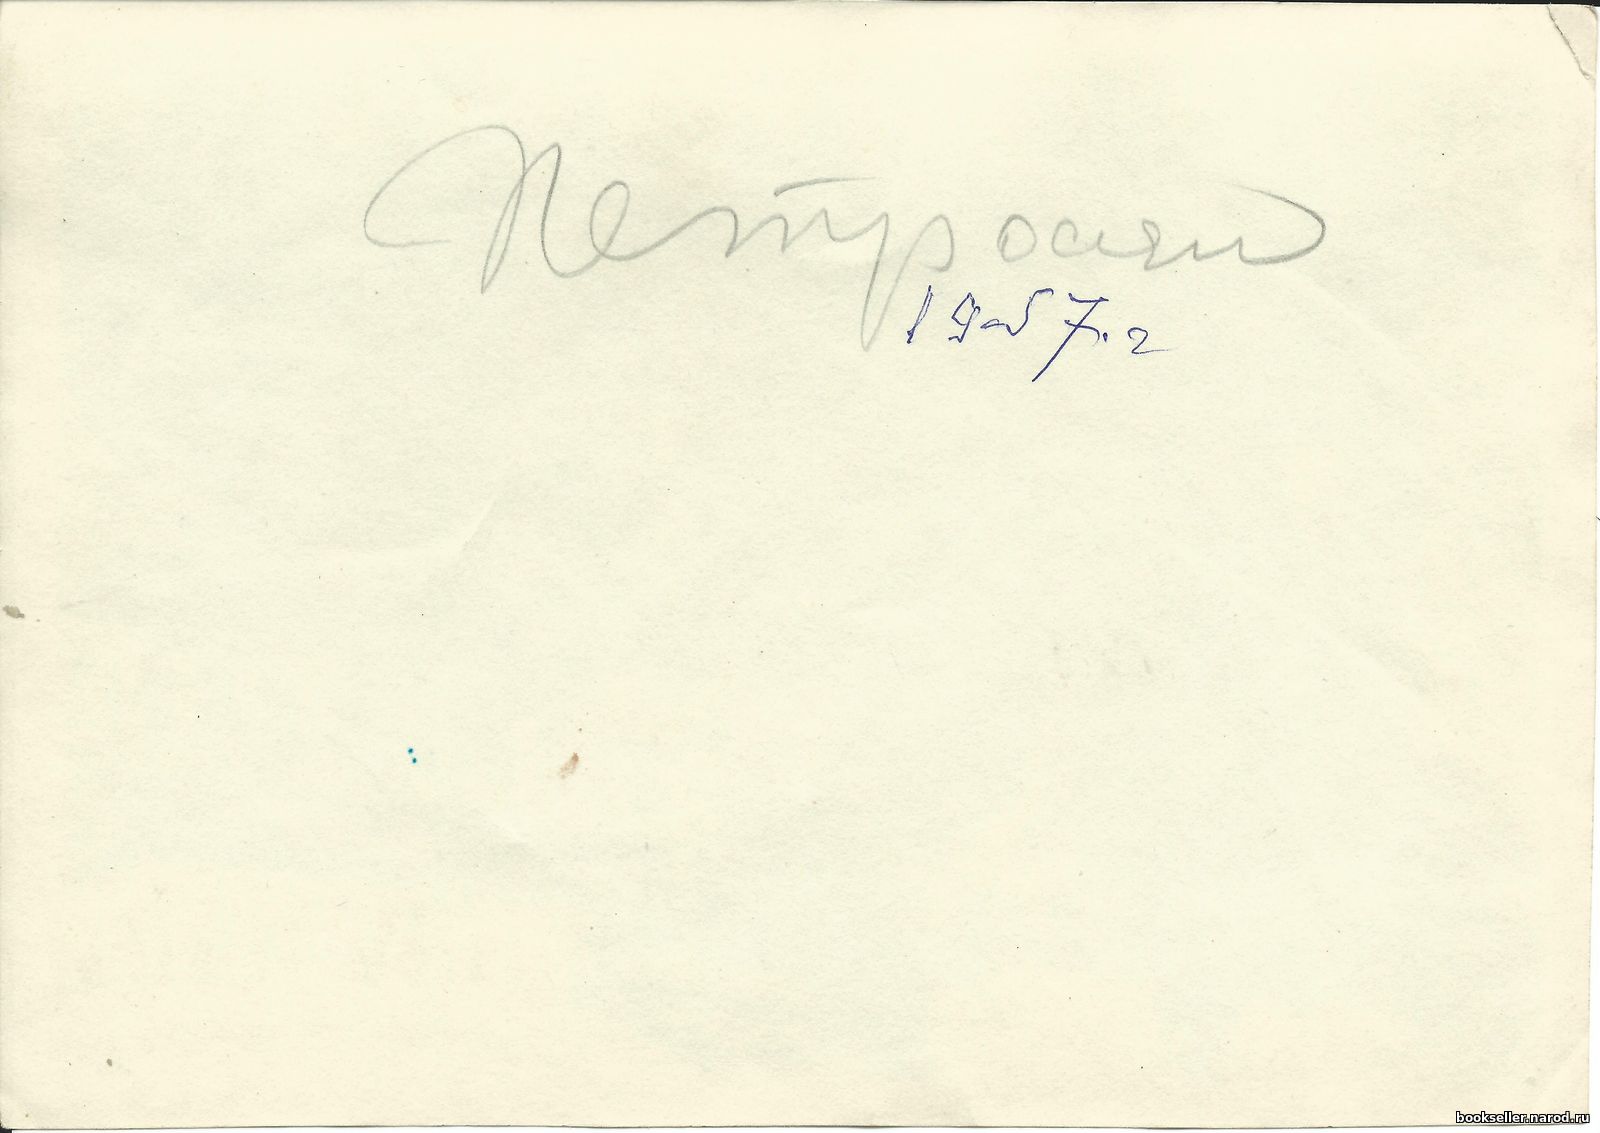 Петросян
1957.г
bookseller.narod.ru